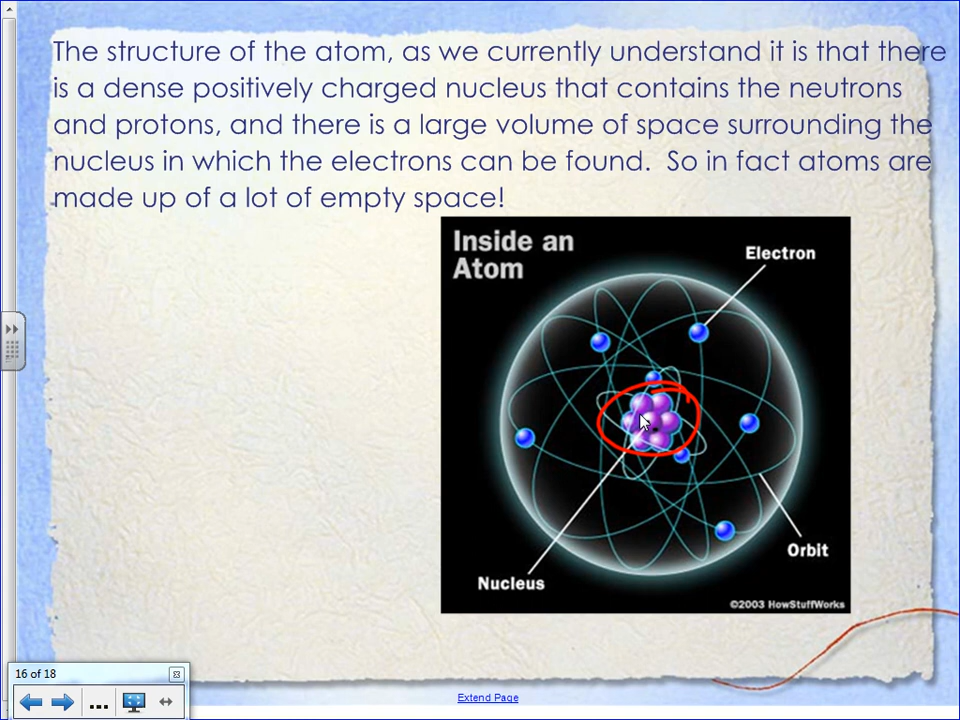 The structure of the atom, as we currently understand it is that there
is a dense positively charged nucleus that contains the neutrons
and protons, and there is a large volume of space surrounding the
nucleus in which the electrons can be found.  So in fact atoms are
made up of a lot of empty space!
Inside an
Atom
Electron
Orbit
Nucleus
©2003 HowStuffWorks
16 of 18
Extend Page